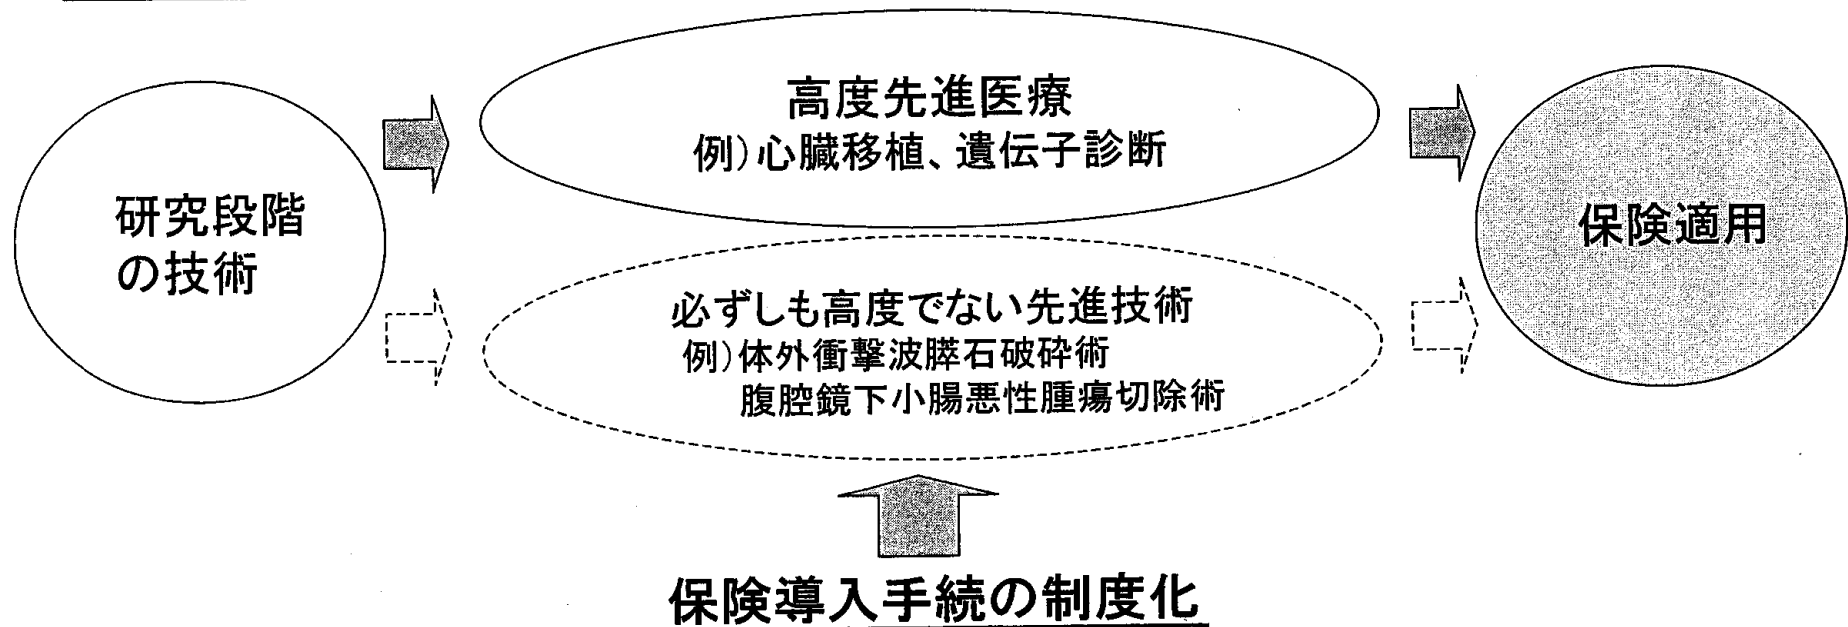 高度先進医療
例)心臓移植、遺伝子診断
研究段階
の技術
保険適用
必ずしも高度でない先進技術
例)体外衝撃波膵石破砕術
腹腔鏡下小腸悪性腫瘍切除術
保険導入手続の制度化